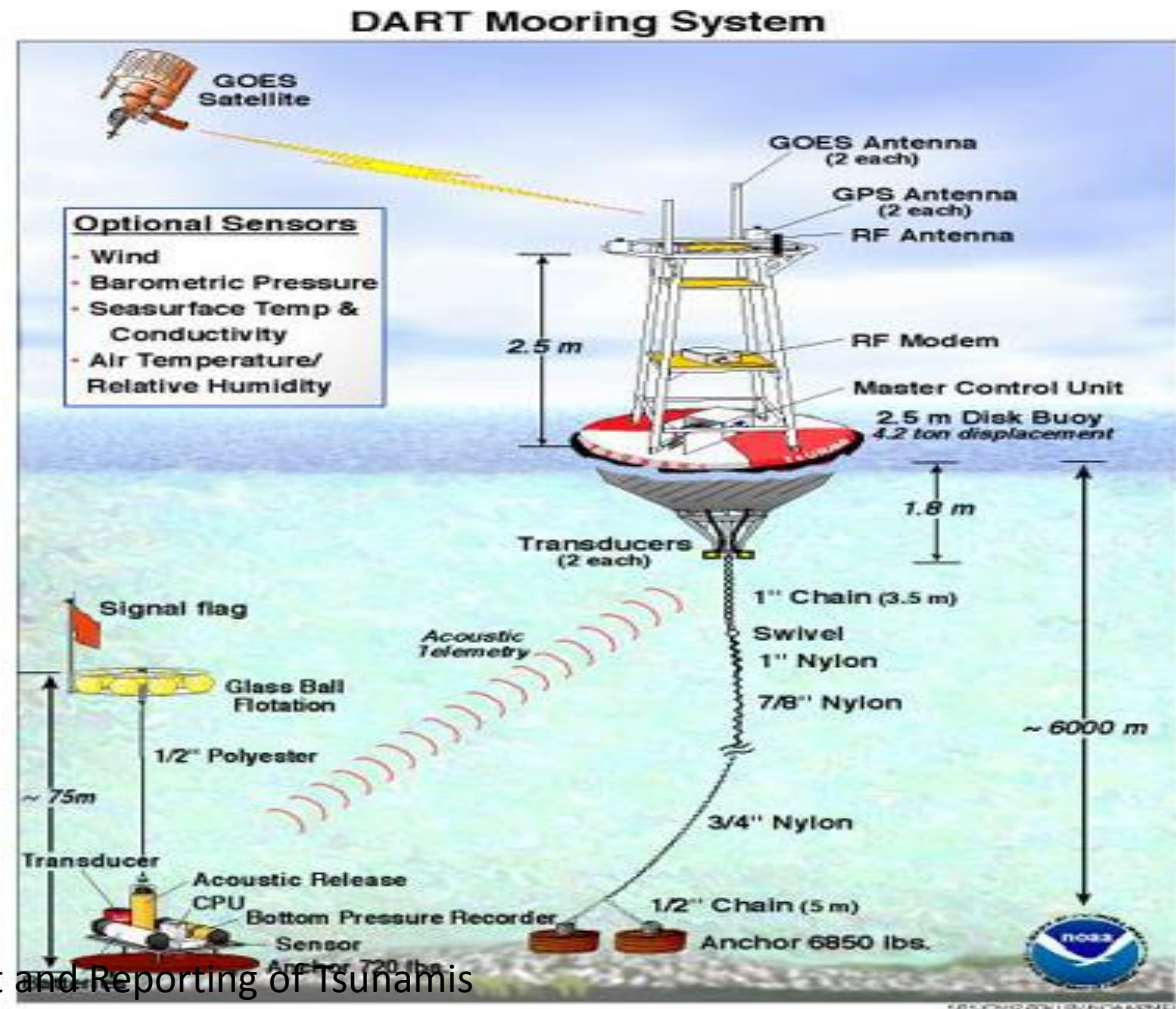 DART Mooring System
GOES
Satellite
GOES Antenna
(2 each)
GPS Antenna
(2 each)
RF Antenna
Optional Sensors
- Wind
- Barometric Pressure
- Seasurface Temp &
Conductivity
- Air Temperature/
Relative Humidity
2.5 m
RF Modem
Master Control Unit
2.5 m Disk Buoy
4.2 ton displacement
TSUNAMI
1.8 m
Transducers
(2 each)
1" Chain (3.5 m)
Signal flag
Acoustic
Telemetry
Swivel
1" Nylon
Glass Ball
Flotation
7/8" Nylon
~ 6000 m
1/2" Polyester
~ 75m
3/4" Nylon
Transducer
Acoustic Release
CPU
1/2" Chain (5 m)
Bottom Pressure Recorder
Sensor
Anchor 6850 lbs.
noaa
Anchor 720 lbs.
t and Reporting of Tsunamis